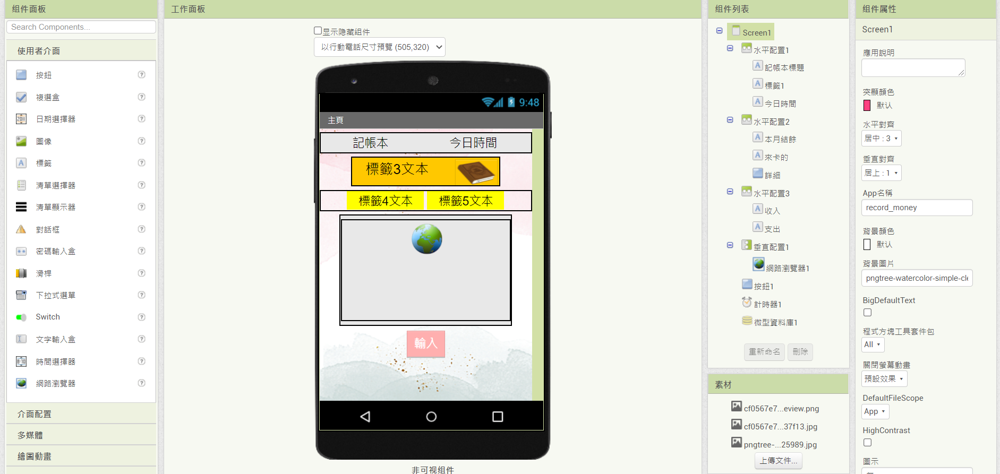 组件面板
Search Components...
使用者介面
按鈕
複選盒
日期選擇器
圖像
標籤
清單選擇器
清單顯示器
對話框
密碼輸入盒
滑桿
下拉式選單
Switch
文字輸入盒
時間選擇器
網路瀏覽器
介面配置
多媒體
繪圖動畫
工作面板
显示隐藏组件
以行動電話尺寸預覽 (505,320)
9:48
主頁
記帳本 今日時間
標籤3文本
標籤4文本 標籤5文本
輸入
非可视组件
组件列表
Screen1
水平配置1
記帳本標題
標籤1
今日時間
水平配置2
本月結餘
來卡的
詳細
水平配置3
收入
支出
垂直配置1
網路瀏覽器1
按鈕1
計時器1
微型資料庫1
重新命名 刪除
素材
cf0567e7...eview.png
cf0567e7...37f13.jpg
pngtree-...25989.jpg
上傳文件...
组件属性
Screen1
應用說明
突顯顏色
默认
水平對齊
居中 : 3
垂直對齊
居上 : 1
App名稱
record_money
背景顏色
默认
背景圖片
pngtree-watercolor-simple-cle
BigDefaultText
程式方塊工具套件包
All
關閉螢幕動畫
預設效果
DefaultFileScope
App
HighContrast
圖示